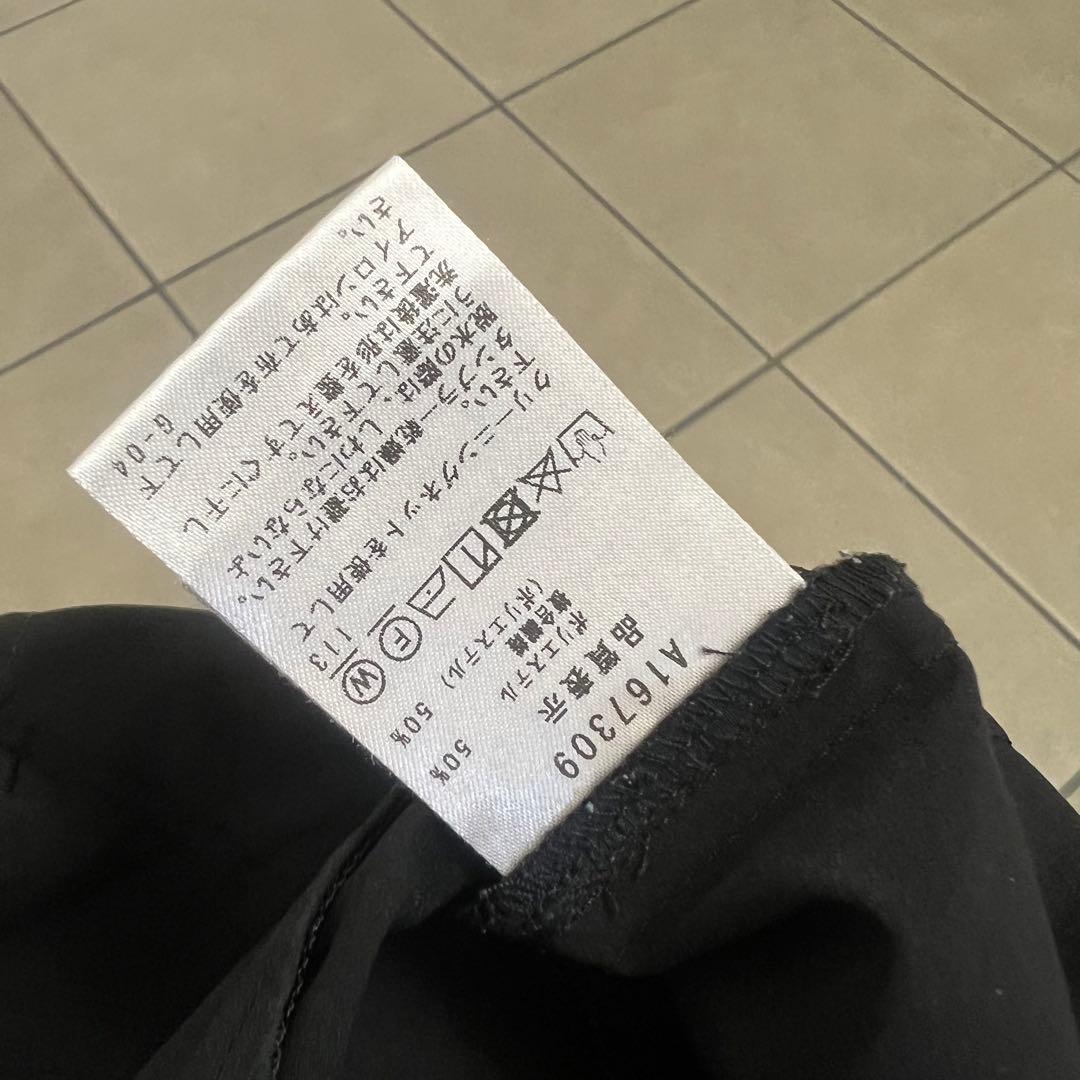 A1167309
品質表示
ポリエステル 50%
複合繊維
(ポリエステル) 50%
F W
113
クリーニングネットを使用して
下さい。
タンブラー乾燥はお避け下さい。
脱水の際は、しわにならないよ
うに注意して下さい。
洗濯後は形を整えてすぐに干し
て下さい。
アイロンはあて布を使用して下
さい。
G-04